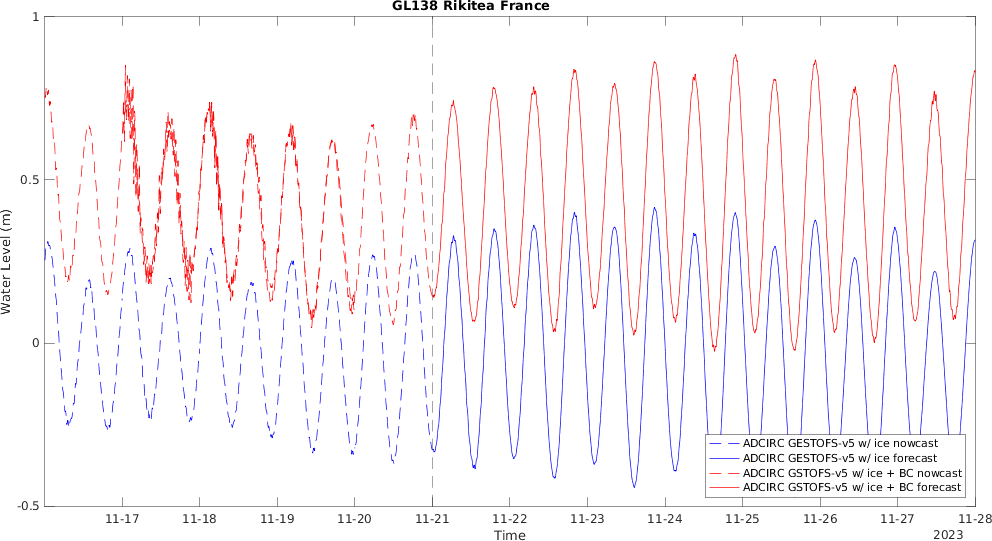 GL138 Rikitea France
1
0.5
0
-0.5
Water Level (m)
ADCIRC GESTOFS-v5 w/ ice nowcast
ADCIRC GESTOFS-v5 w/ ice forecast
ADCIRC GSTOFS-v5 w/ ice + BC nowcast
ADCIRC GSTOFS-v5 w/ ice + BC forecast
11-17 11-18 11-19 11-20 11-21 11-22 11-23 11-24 11-25 11-26 11-27 11-28
Time
2023